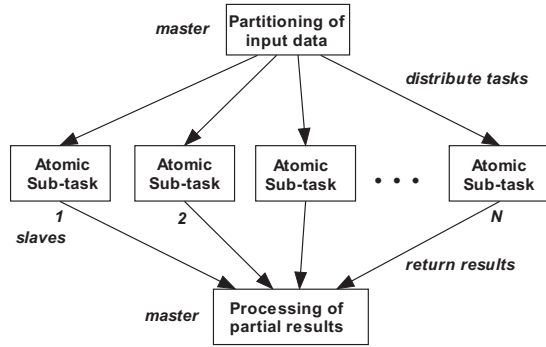 master
Partitioning of
input data
distribute tasks
Atomic
Sub-task
Atomic
Sub-task
Atomic
Sub-task
• • •
Atomic
Sub-task
1
2
N
slaves
return results
master
Processing of
partial results